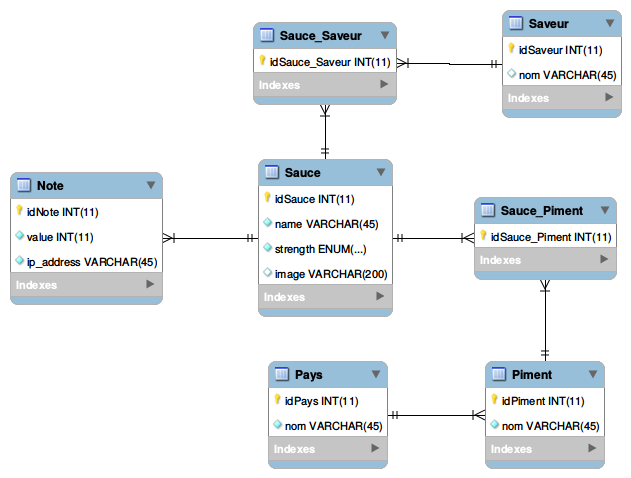 Saveur
idSaveur INT(11)
nom VARCHAR(45)
Indexes
Sauce_Saveur
idSauce_Saveur INT(11)
Indexes
Sauce
idSauce INT(11)
name VARCHAR(45)
strength ENUM(...)
image VARCHAR(200)
Indexes
Note
idNote INT(11)
value INT(11)
ip_address VARCHAR(45)
Indexes
Sauce_Piment
idSauce_Piment INT(11)
Indexes
Pays
idPays INT(11)
nom VARCHAR(45)
Indexes
Piment
idPiment INT(11)
nom VARCHAR(45)
Indexes